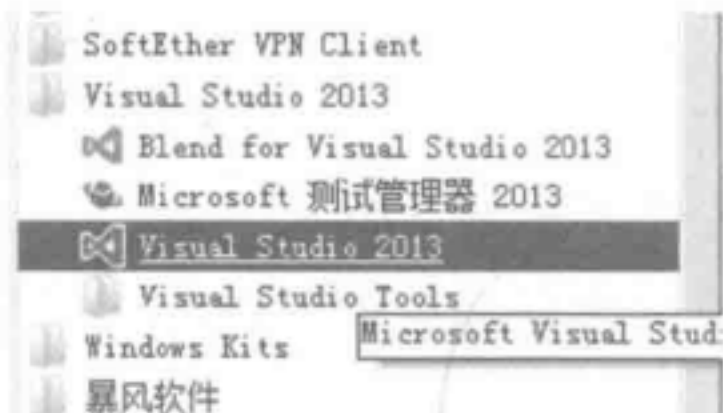 SoftEther VPN Client
Visual Studio 2013
Blend for Visual Studio 2013
Microsoft 测试管理器 2013
Visual Studio 2013
Visual Studio Tools
Microsoft Visual Studi
Windows Kits
暴风软件